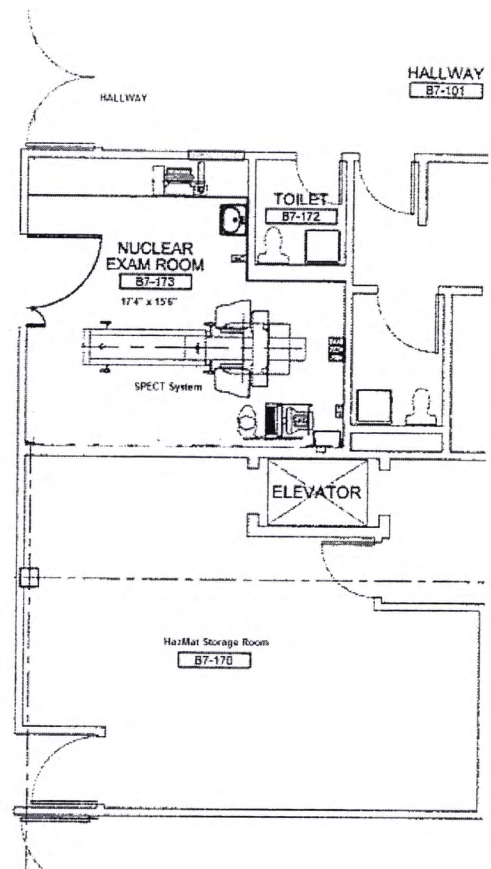 HALLWAY
B7-101
HALLWAY
TOILET
B7-172
NUCLEAR
EXAM ROOM
B7-173
17'4" x 15'6"
SPECT System
ELEVATOR
HazMat Storage Room
B7-170